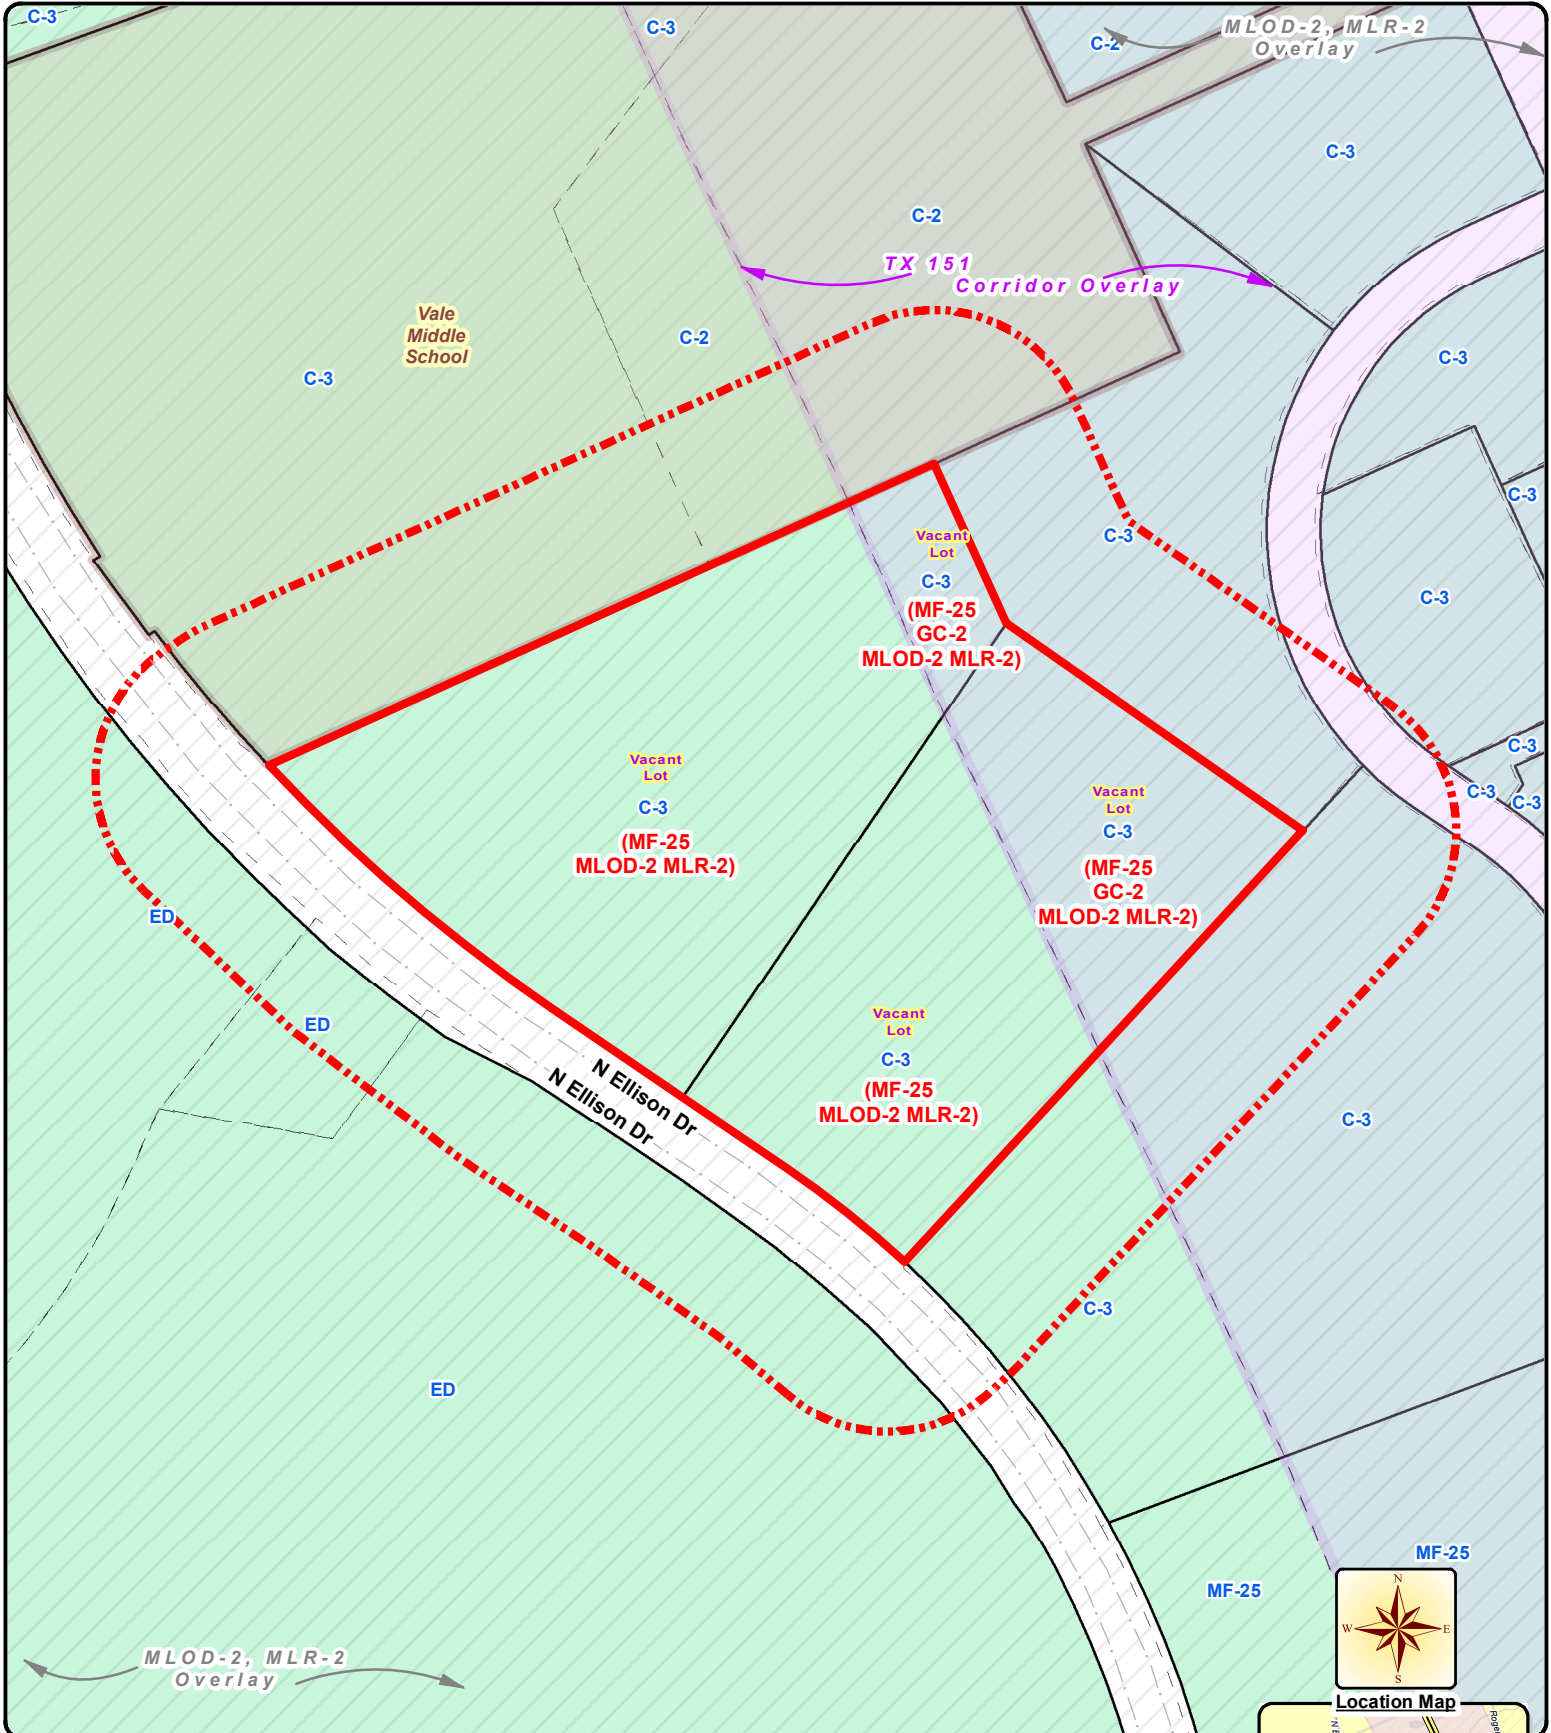 C-3
C-3
C-2
MLOD-2, MLR-2
Overlay
C-3
C-2
TX 151
Corridor Overlay
Vale
Middle
School
C-2
C-3
C-3
C-3
C-3
Vacant
Lot
C-3
(MF-25
GC-2
MLOD-2 MLR-2)
C-3
C-3
C-3
C-3
Vacant
Lot
C-3
(MF-25
MLOD-2 MLR-2)
Vacant
Lot
C-3
(MF-25
GC-2
MLOD-2 MLR-2)
ED
ED
Vacant
Lot
C-3
(MF-25
MLOD-2 MLR-2)
N Ellison Dr
N Ellison Dr
C-3
C-3
ED
MF-25
MF-25
N
W
E
S
MLOD-2, MLR-2
Overlay
Location Map